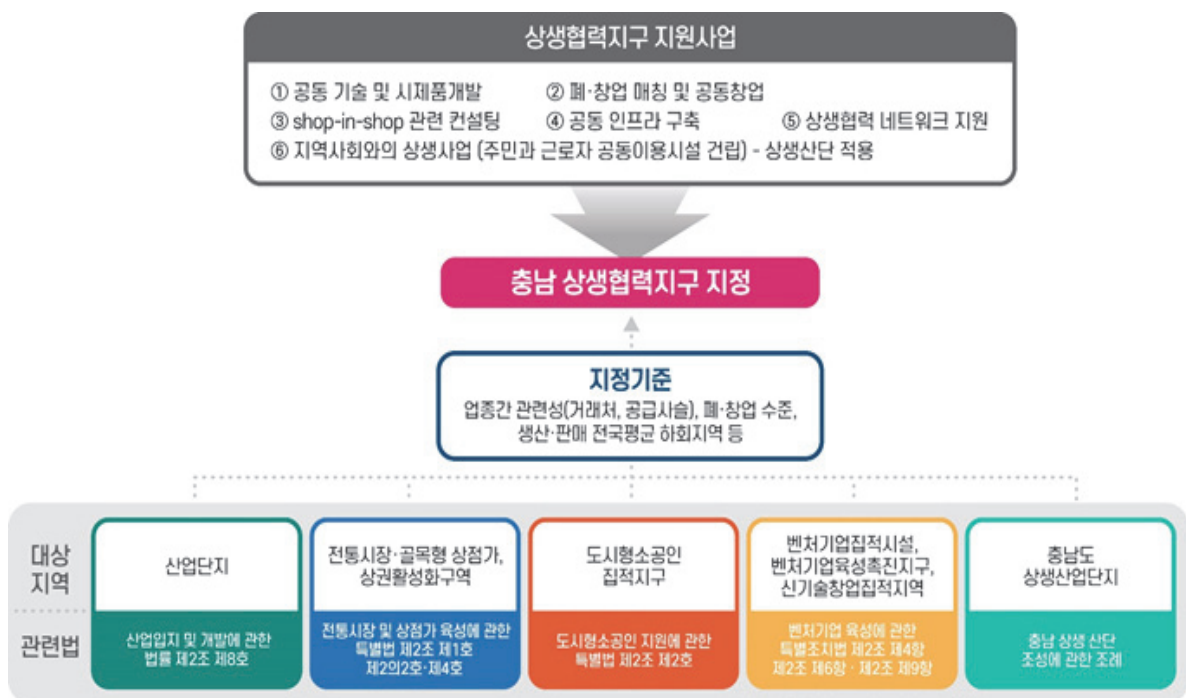 상생협력지구 지원사업
① 공동 기술 및 시제품개발 ② 폐·창업 매칭 및 공동창업
③ shop-in-shop 관련 컨설팅 ④ 공동 인프라 구축 ⑤ 상생협력 네트워크 지원
⑥ 지역사회와의 상생사업 (주민과 근로자 공동이용시설 건립) - 상생산단 적용
충남 상생협력지구 지정
지정기준
업종간 관련성(거래처, 공급사슬), 폐·창업 수준,
생산·판매 전국평균 하회지역 등
대상
지역
산업단지
전통시장·골목형 상점가,
상권활성화구역
도시형소공인
집적지구
벤처기업집적시설,
벤처기업육성촉진지구,
신기술창업집적지역
충남도
상생산업단지
관련법
산업입지 및 개발에 관한
법률 제2조 제8호
전통시장 및 상점가 육성에 관한
특별법 제2조 제1호
제2의2호·제4호
도시형소공인 지원에 관한
특별법 제2조 제2호
벤처기업 육성에 관한
특별조치법 제2조 제4항
제2조 제6항 · 제2조 제9항
충남 상생 산단
조성에 관한 조례